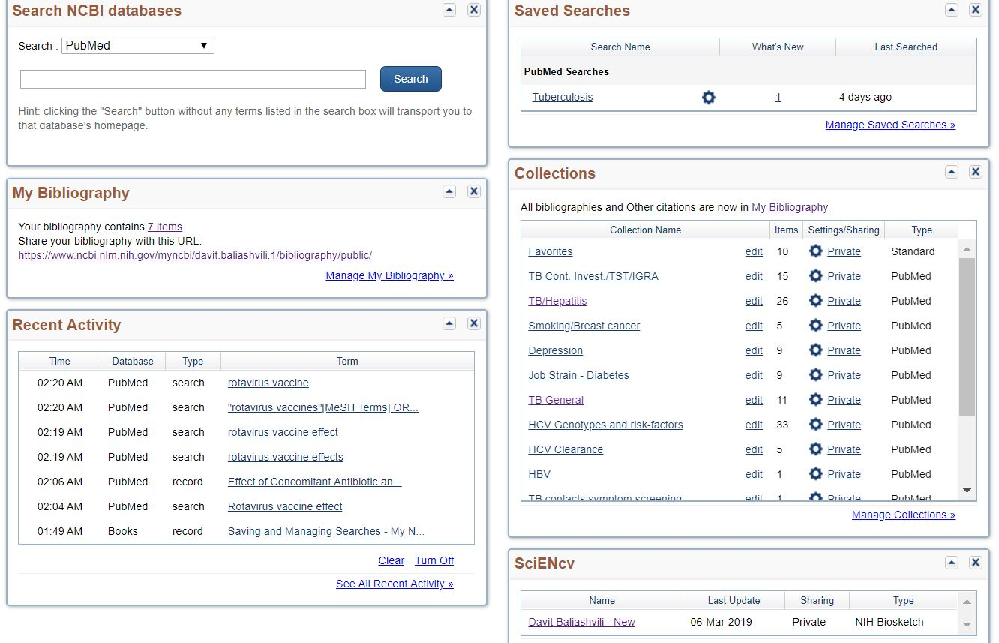 Search NCBI databases
Search : PubMed
Search
Hint: clicking the "Search" button without any terms listed in the search box will transport you to
that database's homepage.
My Bibliography
Your bibliography contains 7 items.
Share your bibliography with this URL:
https://www.ncbi.nlm.nih.gov/myncbi/davit.baliashvili.1/bibliography/public/
Manage My Bibliography »
Recent Activity
Time Database Type Term
02:20 AM PubMed search rotavirus vaccine
02:20 AM PubMed search "rotavirus vaccines"[MeSH Terms] OR...
02:19 AM PubMed search rotavirus vaccine effect
02:19 AM PubMed search rotavirus vaccine effects
02:06 AM PubMed record Effect of Concomitant Antibiotic an...
02:04 AM PubMed search Rotavirus vaccine effect
01:49 AM Books record Saving and Managing Searches - My N...
Clear Turn Off
See All Recent Activity »
Saved Searches
Search Name What's New Last Searched
PubMed Searches
Tuberculosis 1 4 days ago
Manage Saved Searches »
Collections
All bibliographies and Other citations are now in My Bibliography
Collection Name Items Settings/Sharing Type
Favorites edit 10 Private Standard
TB Cont. Invest./TST/IGRA edit 15 Private PubMed
TB/Hepatitis edit 26 Private PubMed
Smoking/Breast cancer edit 5 Private PubMed
Depression edit 9 Private PubMed
Job Strain - Diabetes edit 9 Private PubMed
TB General edit 11 Private PubMed
HCV Genotypes and risk-factors edit 33 Private PubMed
HCV Clearance edit 5 Private PubMed
HBV edit 1 Private PubMed
TB contacts symptom screening edit 1 Private PubMed
Manage Collections »
SciENcv
Name Last Update Sharing Type
Davit Baliashvili - New 06-Mar-2019 Private NIH Biosketch